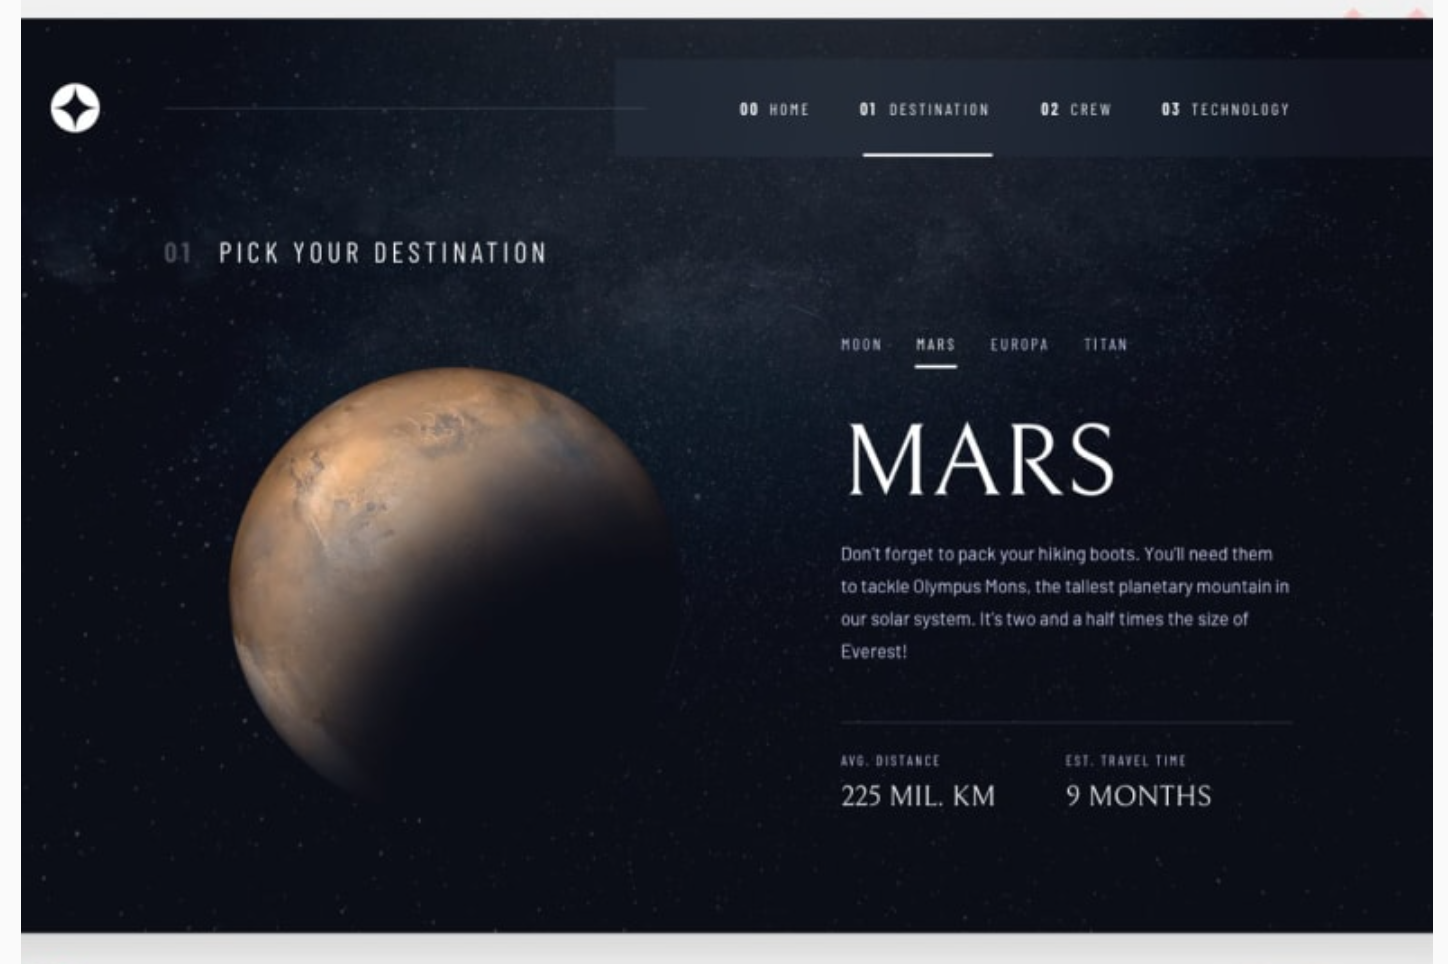 00 HOME
01 DESTINATION
02 CREW
03 TECHNOLOGY
01 PICK YOUR DESTINATION
MOON
MARS
EUROPA
TITAN
MARS
Don't forget to pack your hiking boots. You'll need them
to tackle Olympus Mons, the tallest planetary mountain in
our solar system. It's two and a half times the size of
Everest!
AVG. DISTANCE
225 MIL. KM
EST. TRAVEL TIME
9 MONTHS